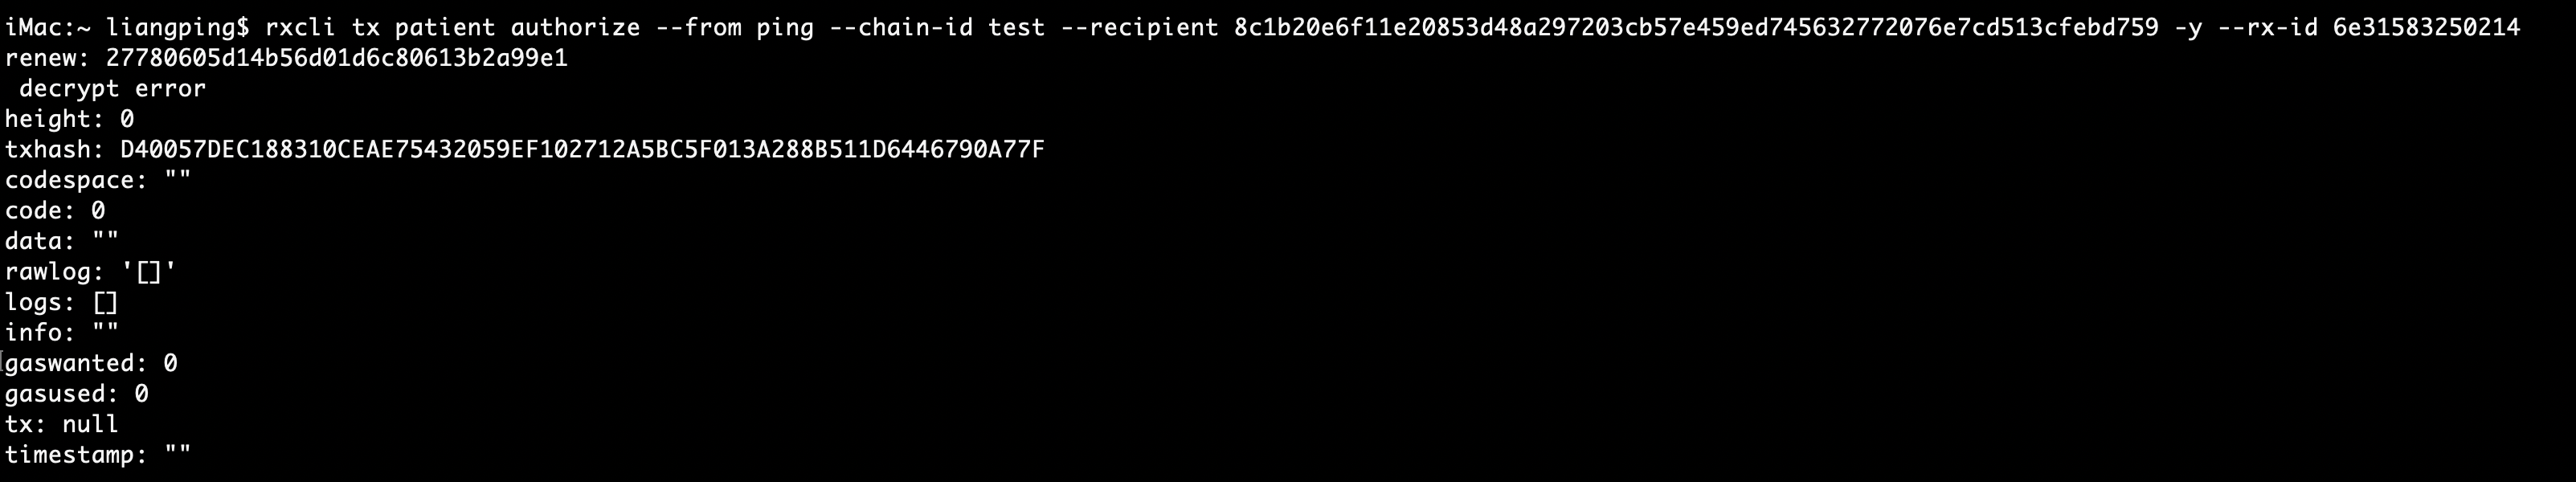 iMac:~ liangping$ rxcli tx patient authorize --from ping --chain-id test --recipient 8c1b20e6f11e20853d48a297203cb57e459ed745632772076e7cd513cfebd759 -y --rx-id 6e31583250214
renew: 27780605d14b56d01d6c80613b2a99e1
 decrypt error
height: 0
txhash: D40057DEC188310CEAE75432059EF102712A5BC5F013A288B511D6446790A77F
codespace: ""
code: 0
data: ""
rawlog: '[]'
logs: []
info: ""
gaswanted: 0
gasused: 0
tx: null
timestamp: ""